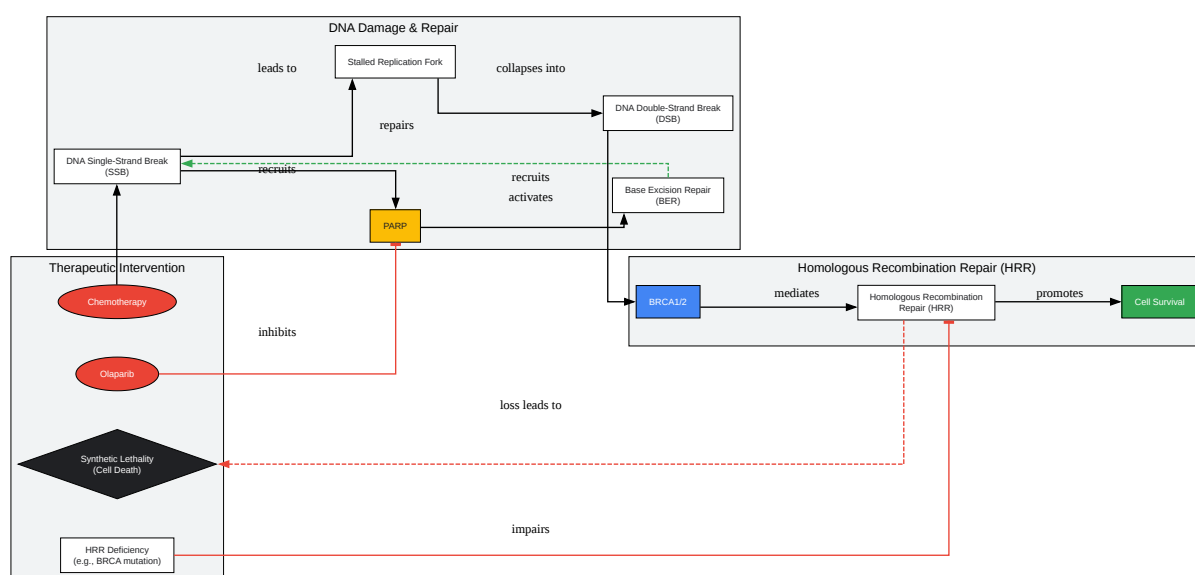 DNA Damage & Repair
leads to
Stalled Replication Fork
collapses into
DNA Double-Strand Break
(DSB)
repairs
DNA Single-Strand Break
(SSB)
recruits
recruits
activates
Base Excision Repair
(BER)
PARP
Therapeutic Intervention
Chemotherapy
inhibits
Olaparib
Homologous Recombination Repair (HRR)
BRCA1/2
mediates
Homologous Recombination
Repair (HRR)
promotes
Cell Survival
loss leads to
Synthetic Lethality
(Cell Death)
impairs
HRR Deficiency
(e.g., BRCA mutation)